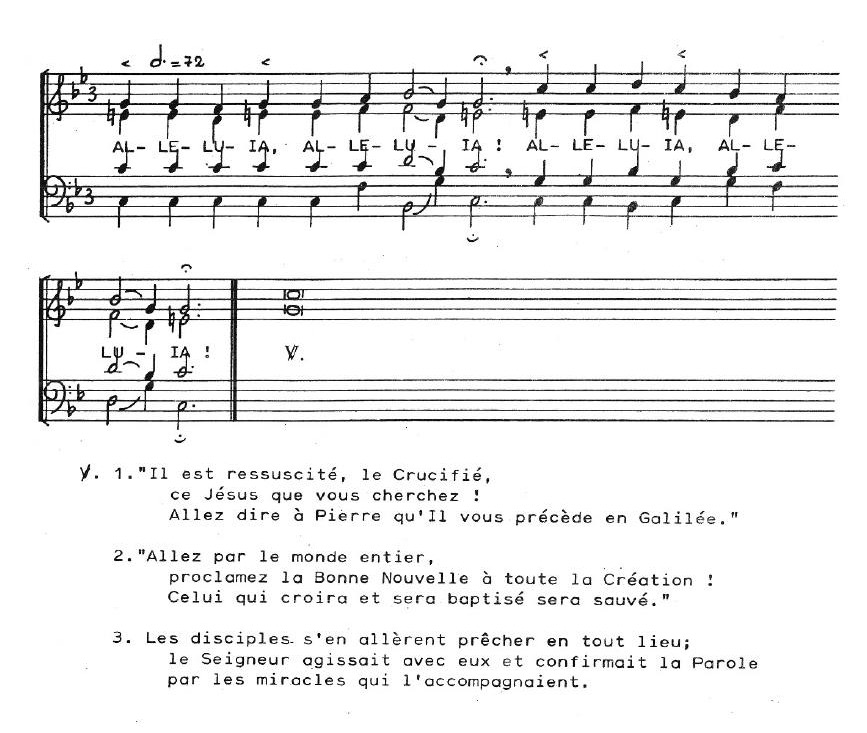 𝅗𝅥. = 72
3
AL- LE- LU- IA, AL- LE- LU - IA ! AL- LE- LU- IA, AL- LE-
3
LU - IA ! V.
V. 1."Il est ressuscité, le Crucifié,
ce Jésus que vous cherchez !
Allez dire à Pierre qu'Il vous précède en Galilée."
2."Allez par le monde entier,
proclamez la Bonne Nouvelle à toute la Création !
Celui qui croira et sera baptisé sera sauvé."
3. Les disciples s'en allèrent prêcher en tout lieu;
le Seigneur agissait avec eux et confirmait la Parole
par les miracles qui l'accompagnaient.